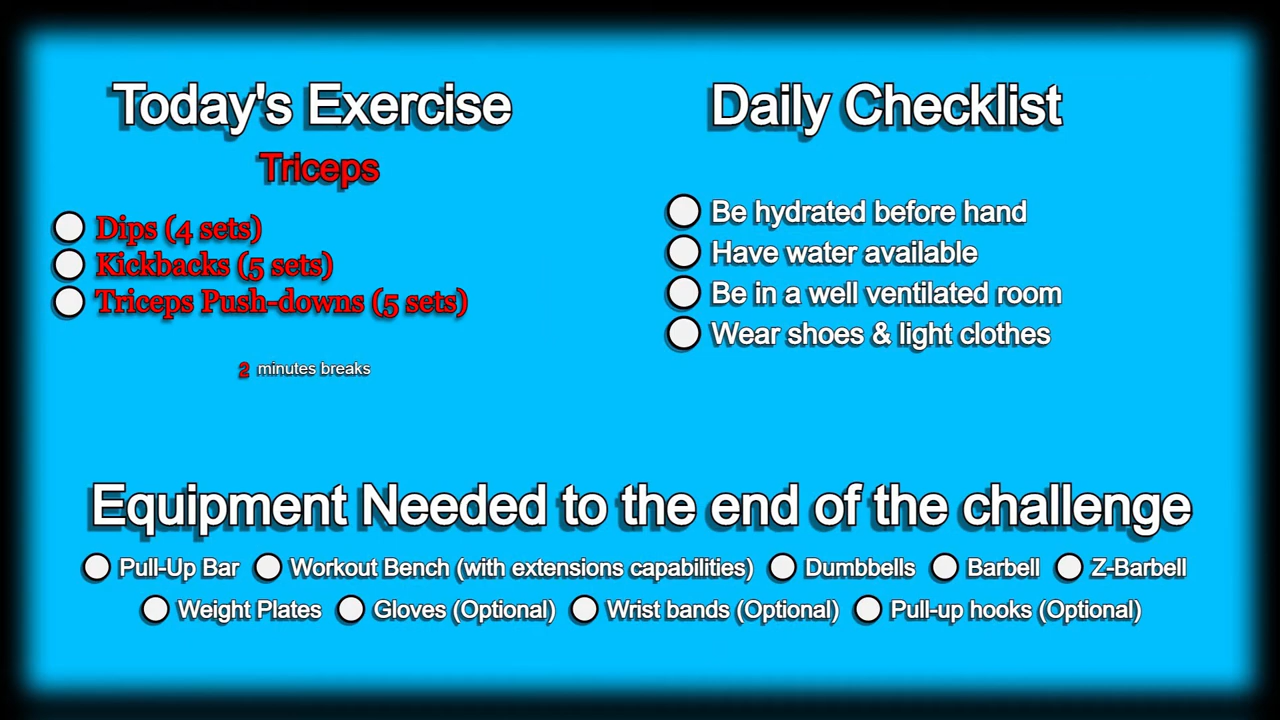 Today's Exercise
Triceps
Dips (4 sets)
Kickbacks (5 sets)
Triceps Push-downs (5 sets)
2 minutes breaks
Daily Checklist
Be hydrated before hand
Have water available
Be in a well ventilated room
Wear shoes & light clothes
Equipment Needed to the end of the challenge
Pull-Up Bar Workout Bench (with extensions capabilities) Dumbbells Barbell Z-Barbell
Weight Plates Gloves (Optional) Wrist bands (Optional) Pull-up hooks (Optional)